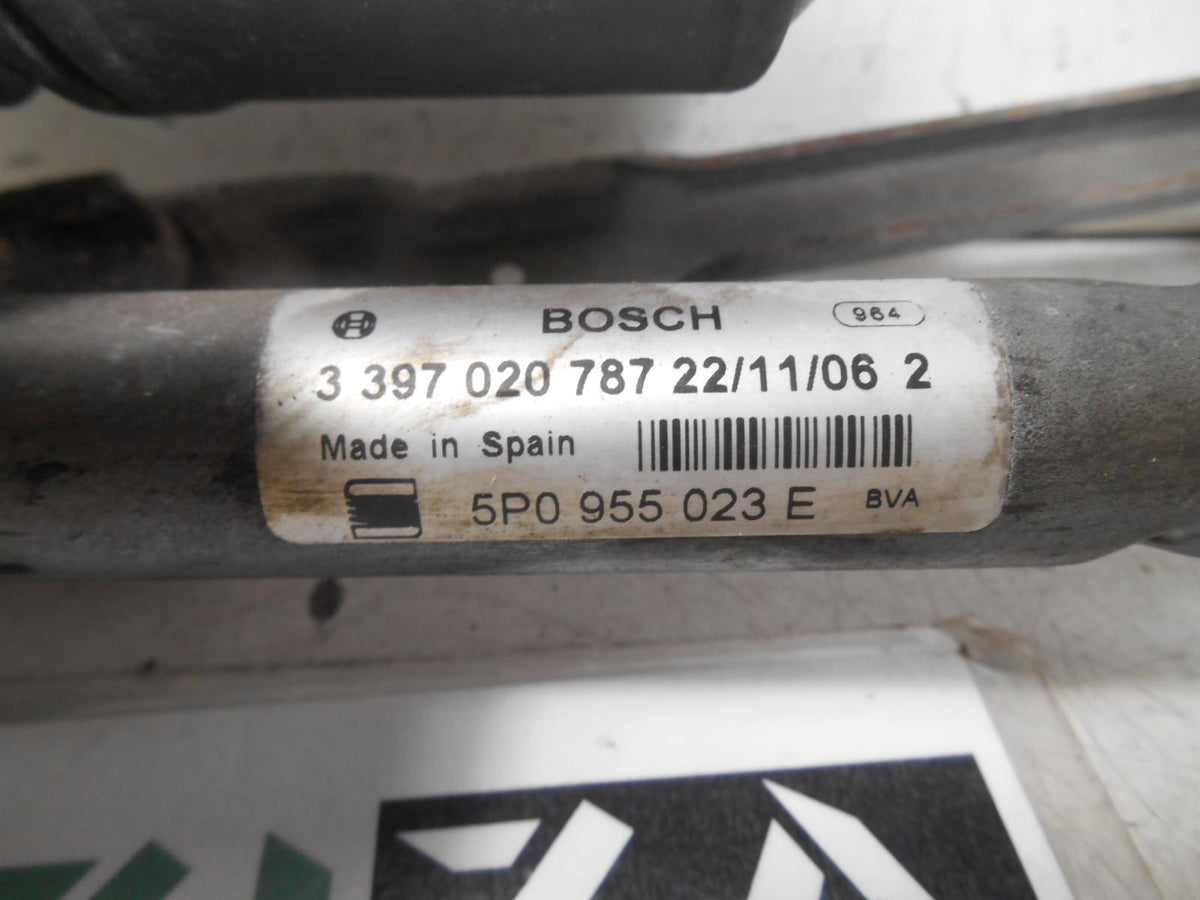 BOSCH 964
3 397 020 787 22/11/06 2
Made in Spain
5P0 955 023 E BVA